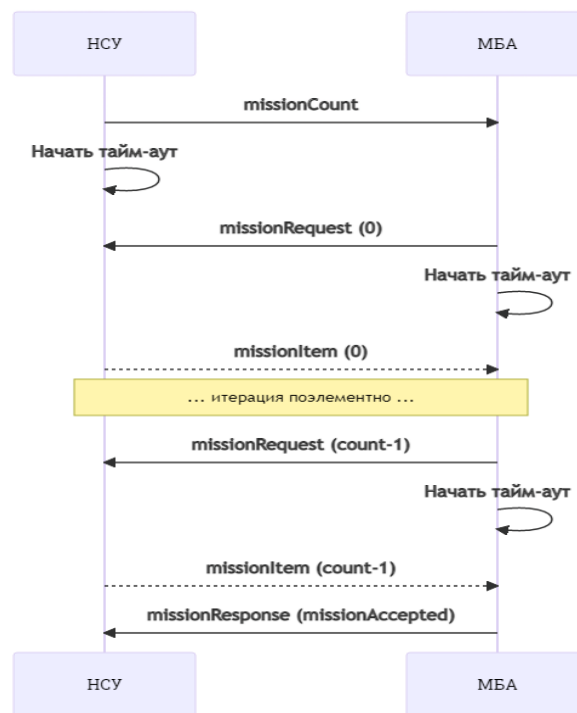 НСУ
МБА
missionCount
Начать тайм-аут
missionRequest (0)
Начать тайм-аут
missionItem (0)
... итерация поэлементно ...
missionRequest (count-1)
Начать тайм-аут
missionItem (count-1)
missionResponse (missionAccepted)
НСУ
МБА